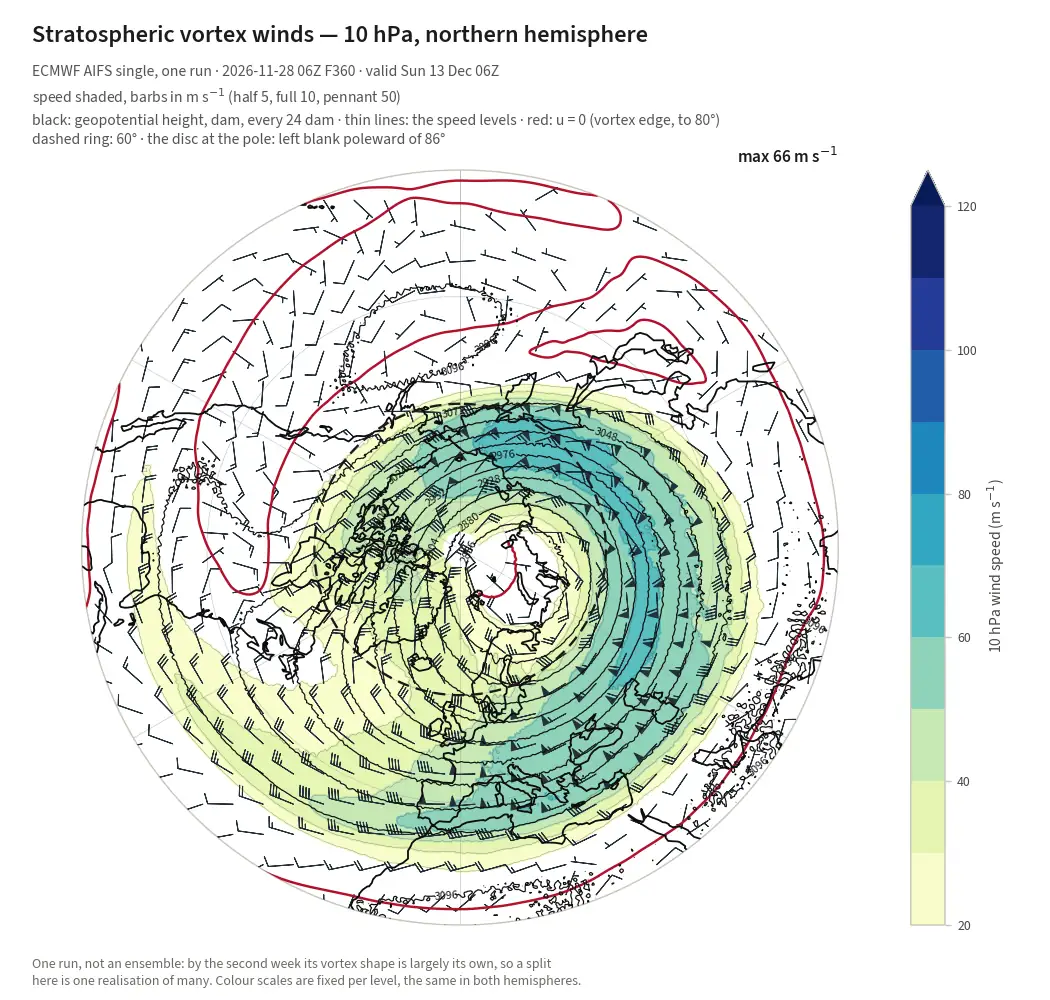 Stratospheric vortex winds — 10 hPa, northern hemisphere
ECMWF AIFS single, one run · 2026-11-28 06Z F360 · valid Sun 13 Dec 06Z
speed shaded, barbs in m s⁻¹ (half 5, full 10, pennant 50)
black: geopotential height, dam, every 24 dam · thin lines: the speed levels · red: u = 0 (vortex edge, to 80°)
dashed ring: 60° · the disc at the pole: left blank poleward of 86°
max 66 m s⁻¹
120
100
80
60
40
20
10 hPa wind speed (m s⁻¹)
3096
3072
3048
2976
2928
2880
3096
3096
One run, not an ensemble: by the second week its vortex shape is largely its own, so a split
here is one realisation of many. Colour scales are fixed per level, the same in both hemispheres.